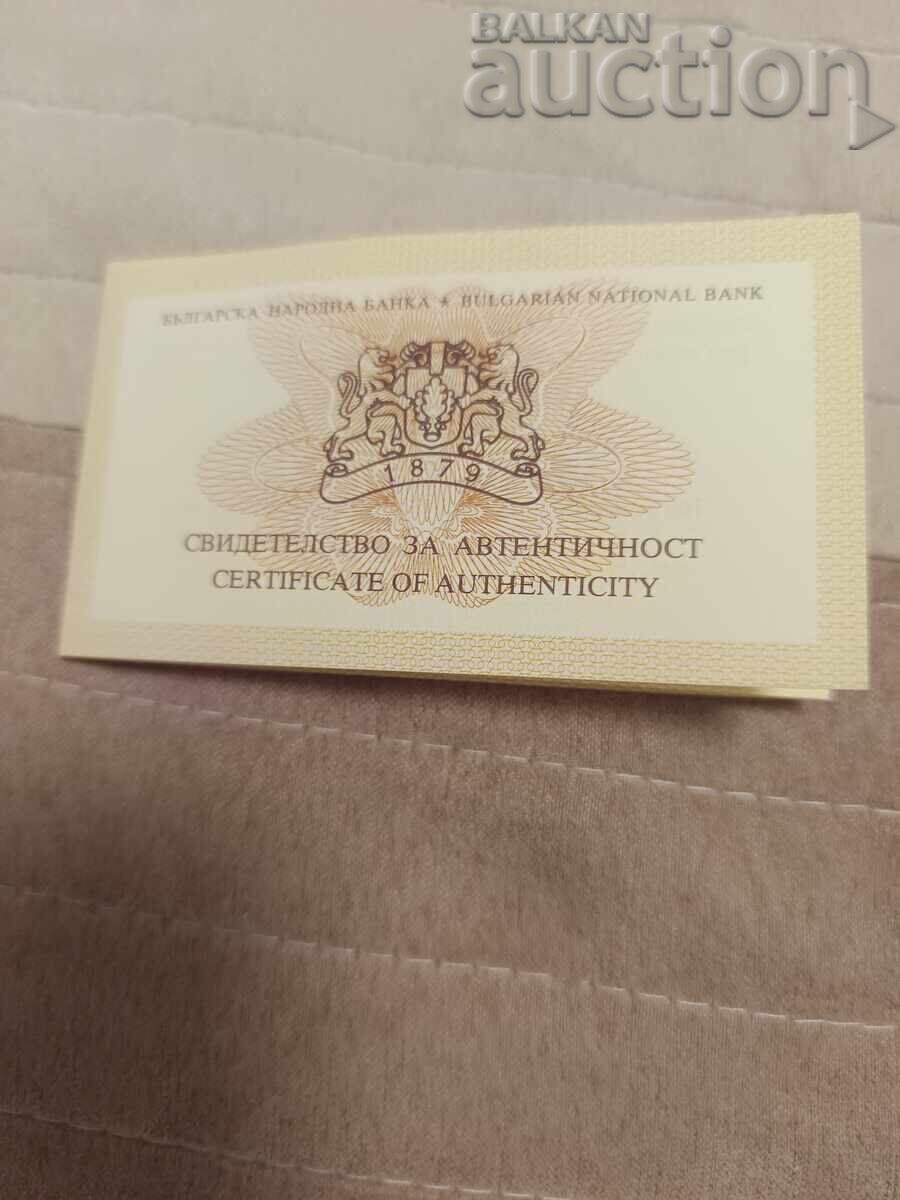 BALKAN
auction
БЪЛГАРСКА НАРОДНА БАНКА ★ BULGARIAN NATIONAL BANK
1879
СВИДЕТЕЛСТВО ЗА АВТЕНТИЧНОСТ
CERTIFICATE OF AUTHENTICITY